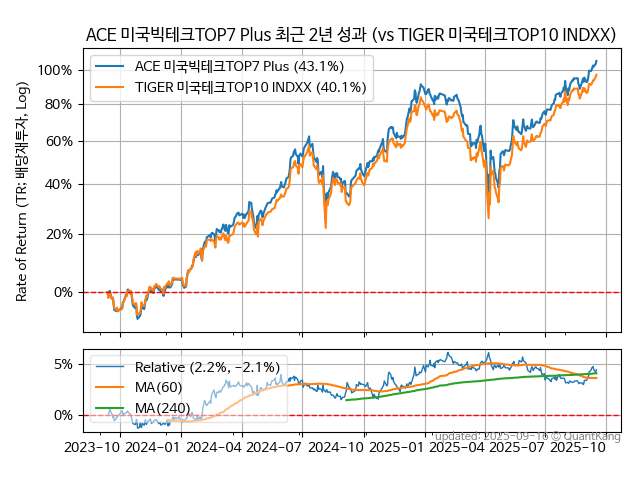 ACE 미국빅테크TOP7 Plus 최근 2년 성과 (vs TIGER 미국테크TOP10 INDXX)
ACE 미국빅테크TOP7 Plus (43.1%)
TIGER 미국테크TOP10 INDXX (40.1%)
Rate of Return (TR: 배당재투자, Log)
100%
80%
60%
40%
20%
0%
Relative (2.2%, −2.1%)
MA(60)
MA(240)
5%
0%
updated: 2025-09-16 © QuantKang
2023-10 2024-01 2024-04 2024-07 2024-10 2025-01 2025-04 2025-07 2025-10